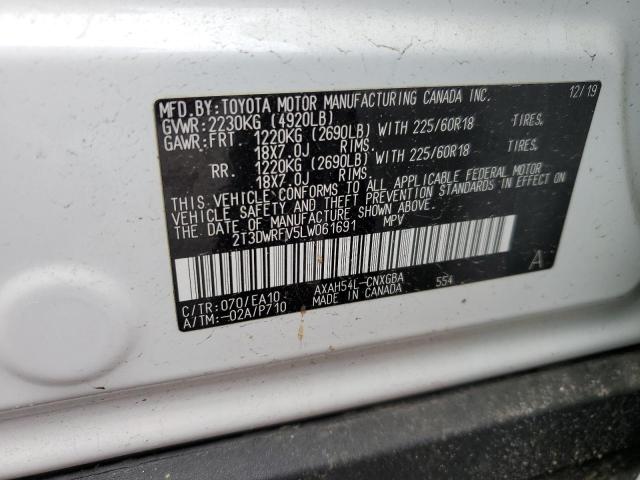 MFD.BY:TOYOTA MOTOR MANUFACTURING CANADA INC. 12/19
GVWR:2230KG (4920LB)
GAWR:FRT. 1220KG (2690LB) WITH 225/60R18 TIRES,
18X7.0J RIMS.
RR. 1220KG (2690LB) WITH 225/60R18 TIRES,
18X7.0J RIMS.
THIS VEHICLE CONFORMS TO ALL APPLICABLE FEDERAL MOTOR
VEHICLE SAFETY AND THEFT PREVENTION STANDARDS IN EFFECT ON
THE DATE OF MANUFACTURE SHOWN ABOVE.
2T3DWRFV5LW061691 MPV
C/TR:070/EA10 AXAH54L-CNXGBA 554 A
A/TM:-02A/P710 MADE IN CANADA